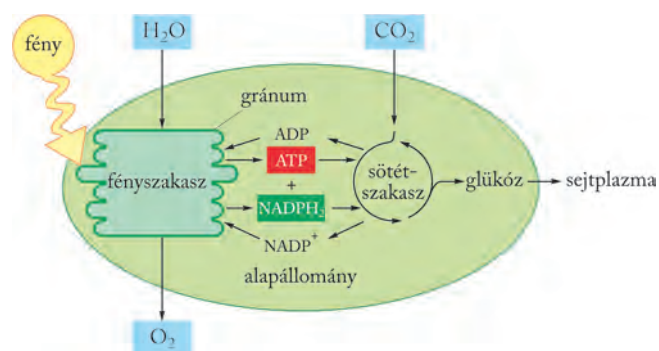 fény
H₂O
CO₂
gránum
ADP
ATP
fényszakasz
+
sötét-
szakasz
glükóz
sejtplazma
NADPH₂
NADP⁺
alapállomány
O₂